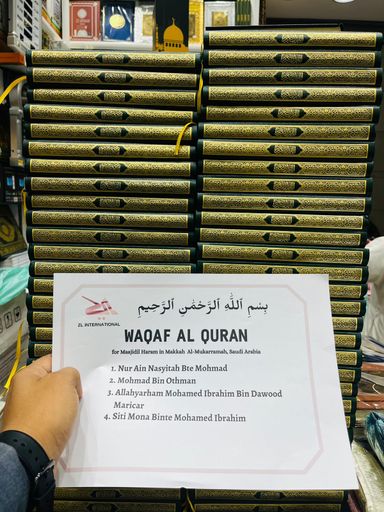 بِسْمِ ٱللَّٰهِ ٱلرَّحْمَٰنِ ٱلرَّحِيمِ
ZL INTERNATIONAL
WAQAF AL QURAN
for Masjidil Haram in Makkah Al-Mukarramah, Saudi Arabia
1. Nur Ain Nasyitah Bte Mohmad
2. Mohmad Bin Othman
3. Allahyarham Mohamed Ibrahim Bin Dawood
Maricar
4. Siti Mona Binte Mohamed Ibrahim